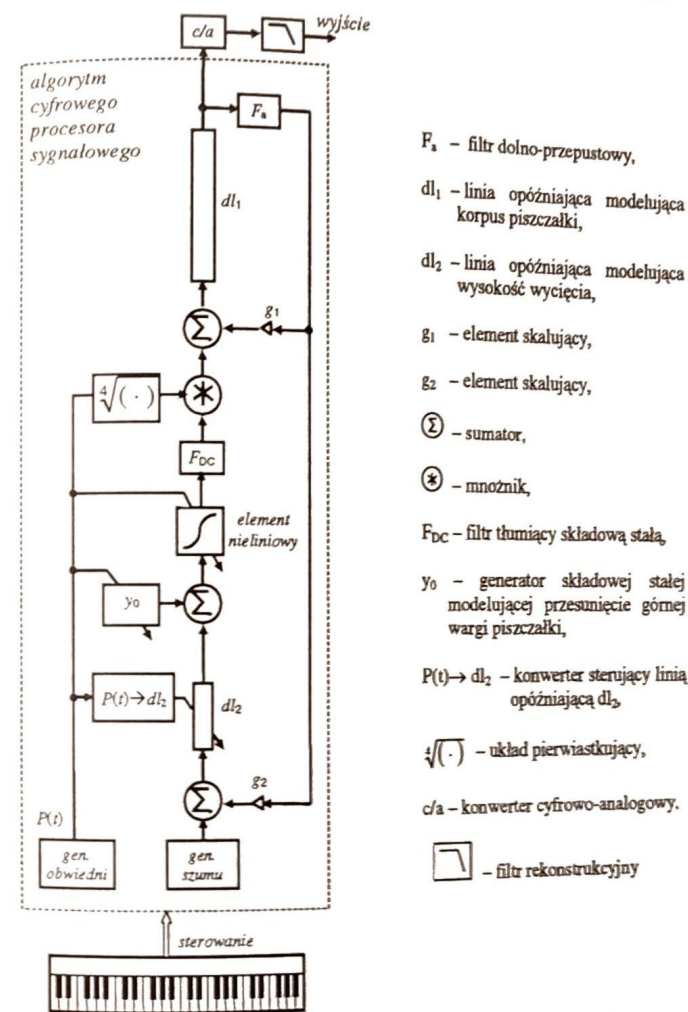 c/a
wyjście
algorytm
cyfrowego
procesora
sygnałowego
Fa
dl1
g1
Σ
∜(·)
*
FDC
element
nieliniowy
y0
Σ
P(t)→dl2
dl2
g2
Σ
P(t)
gen.
obwiedni
gen.
szumu
sterowanie
Fa – filtr dolno-przepustowy,
dl1 – linia opóźniająca modelująca
korpus piszczałki,
dl2 – linia opóźniająca modelująca
wysokość wycięcia,
g1 – element skalujący,
g2 – element skalujący,
Σ – sumator,
* – mnożnik,
FDC – filtr tłumiący składową stałą,
y0 – generator składowej stałej
modelującej przesunięcie górnej
wargi piszczałki,
P(t)→ dl2 – konwerter sterujący linią
opóźniającą dl2,
∜(·) – układ pierwiastkujący,
c/a – konwerter cyfrowo-analogowy.
– filtr rekonstrukcyjny